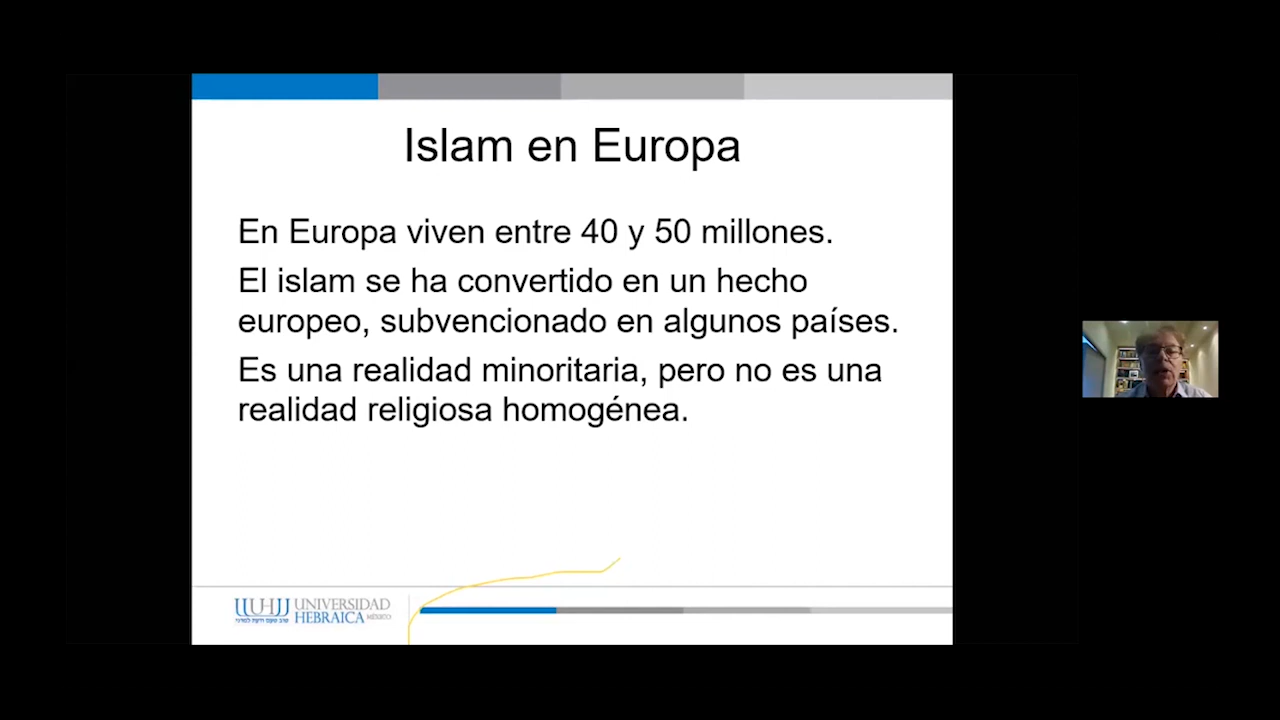 Islam en Europa
En Europa viven entre 40 y 50 millones.
El islam se ha convertido en un hecho
europeo, subvencionado en algunos países.
Es una realidad minoritaria, pero no es una
realidad religiosa homogénea.
UNIVERSIDAD
HEBRAICA MÉXICO